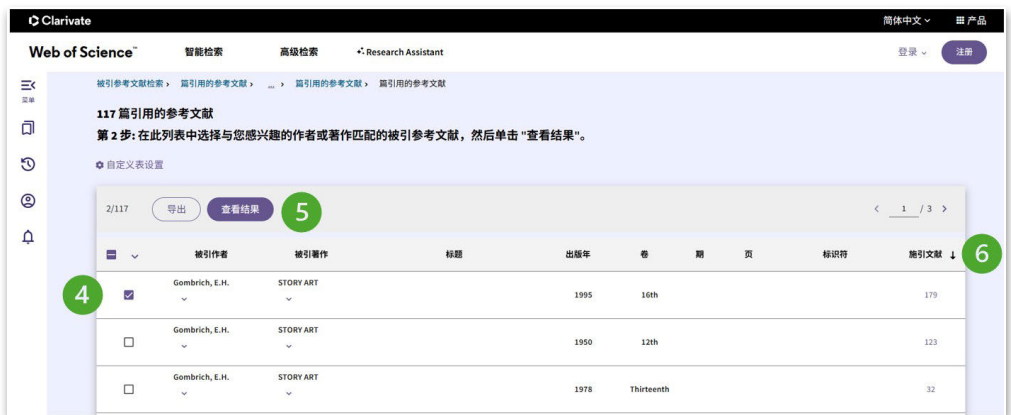 Clarivate
简体中文
产品
Web of Science™
智能检索
高级检索
Research Assistant
登录
注册
菜单
被引参考文献检索 › 篇引用的参考文献 › ... › 篇引用的参考文献 › 篇引用的参考文献
117 篇引用的参考文献
第 2 步: 在此列表中选择与您感兴趣的作者或著作匹配的被引参考文献，然后单击 "查看结果"。
自定义表设置
2/117 导出 查看结果 5 1 / 3
被引作者 被引著作 标题 出版年 卷 期 页 标识符 施引文献 ↓ 6
4 Gombrich, E.H. STORY ART 1995 16th 179
Gombrich, E.H. STORY ART 1950 12th 123
Gombrich, E.H. STORY ART 1978 Thirteenth 32